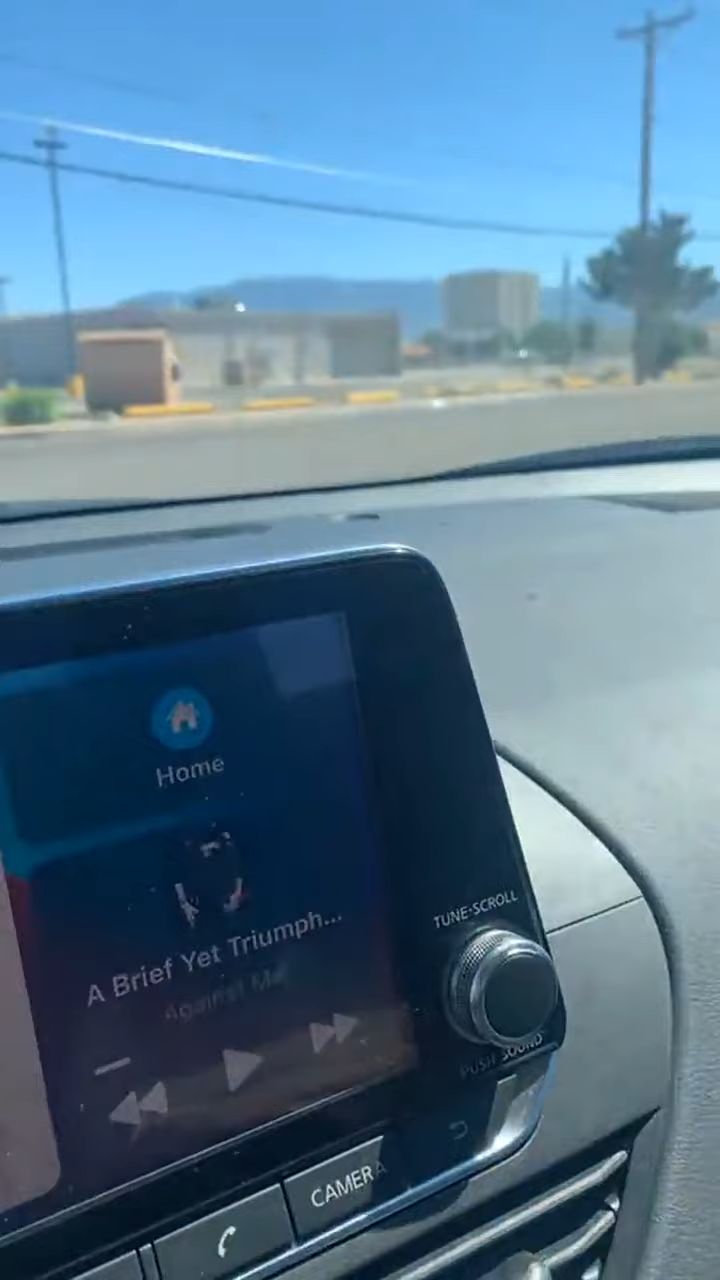 Home
A Brief Yet Triumph...
Against Me
TUNE·SCROLL
PUSH SOUND
CAMERA